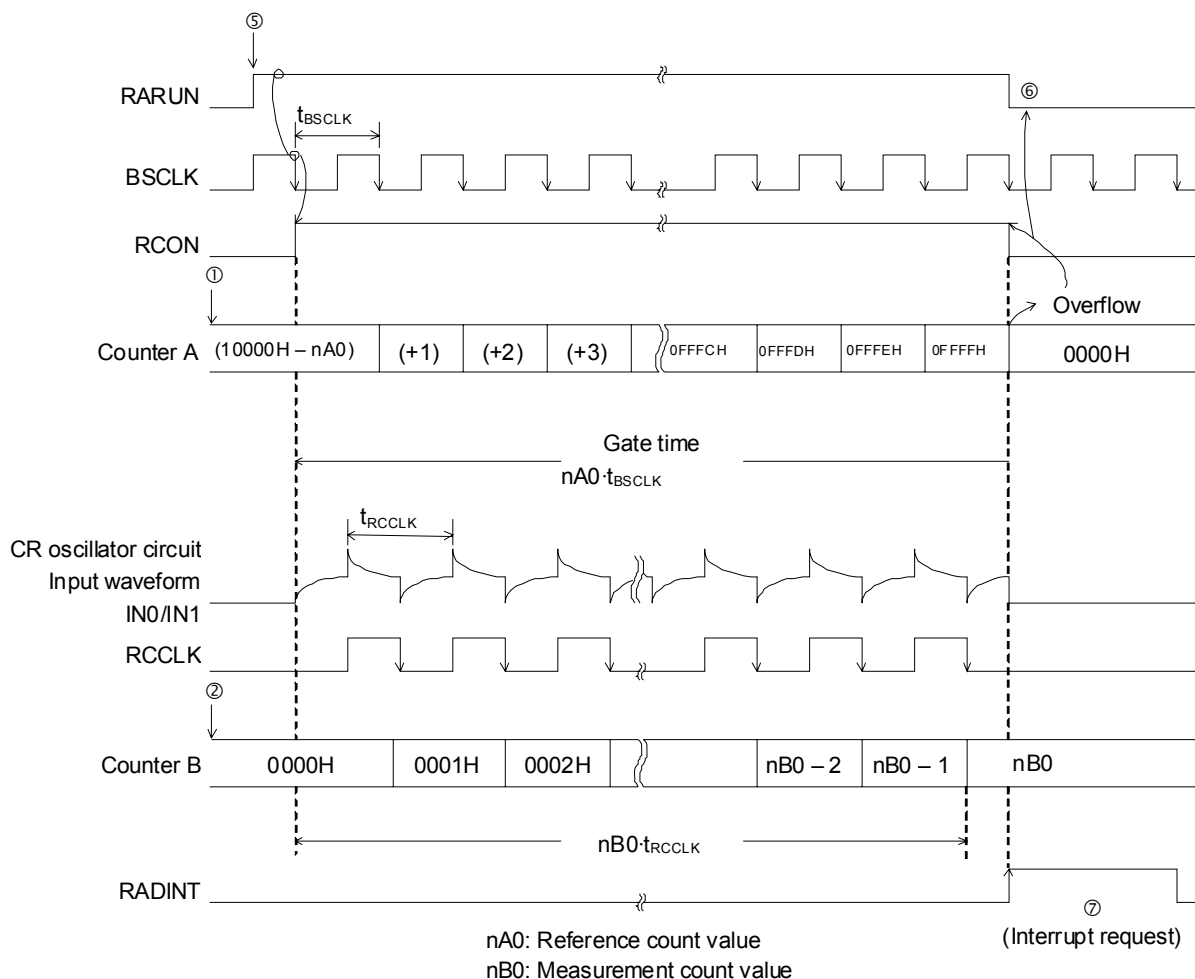 ⑤
RARUN
⑥
tBSCLK
BSCLK
RCON
①
Overflow
Counter A
(10000H – nA0)
(+1)
(+2)
(+3)
0FFFCH
0FFFDH
0FFFEH
0FFFFH
0000H
Gate time
nA0·tBSCLK
tRCCLK
CR oscillator circuit
Input waveform
IN0/IN1
RCCLK
②
Counter B
0000H
0001H
0002H
nB0 – 2
nB0 – 1
nB0
nB0·tRCCLK
RADINT
⑦
(Interrupt request)
nA0: Reference count value
nB0: Measurement count value